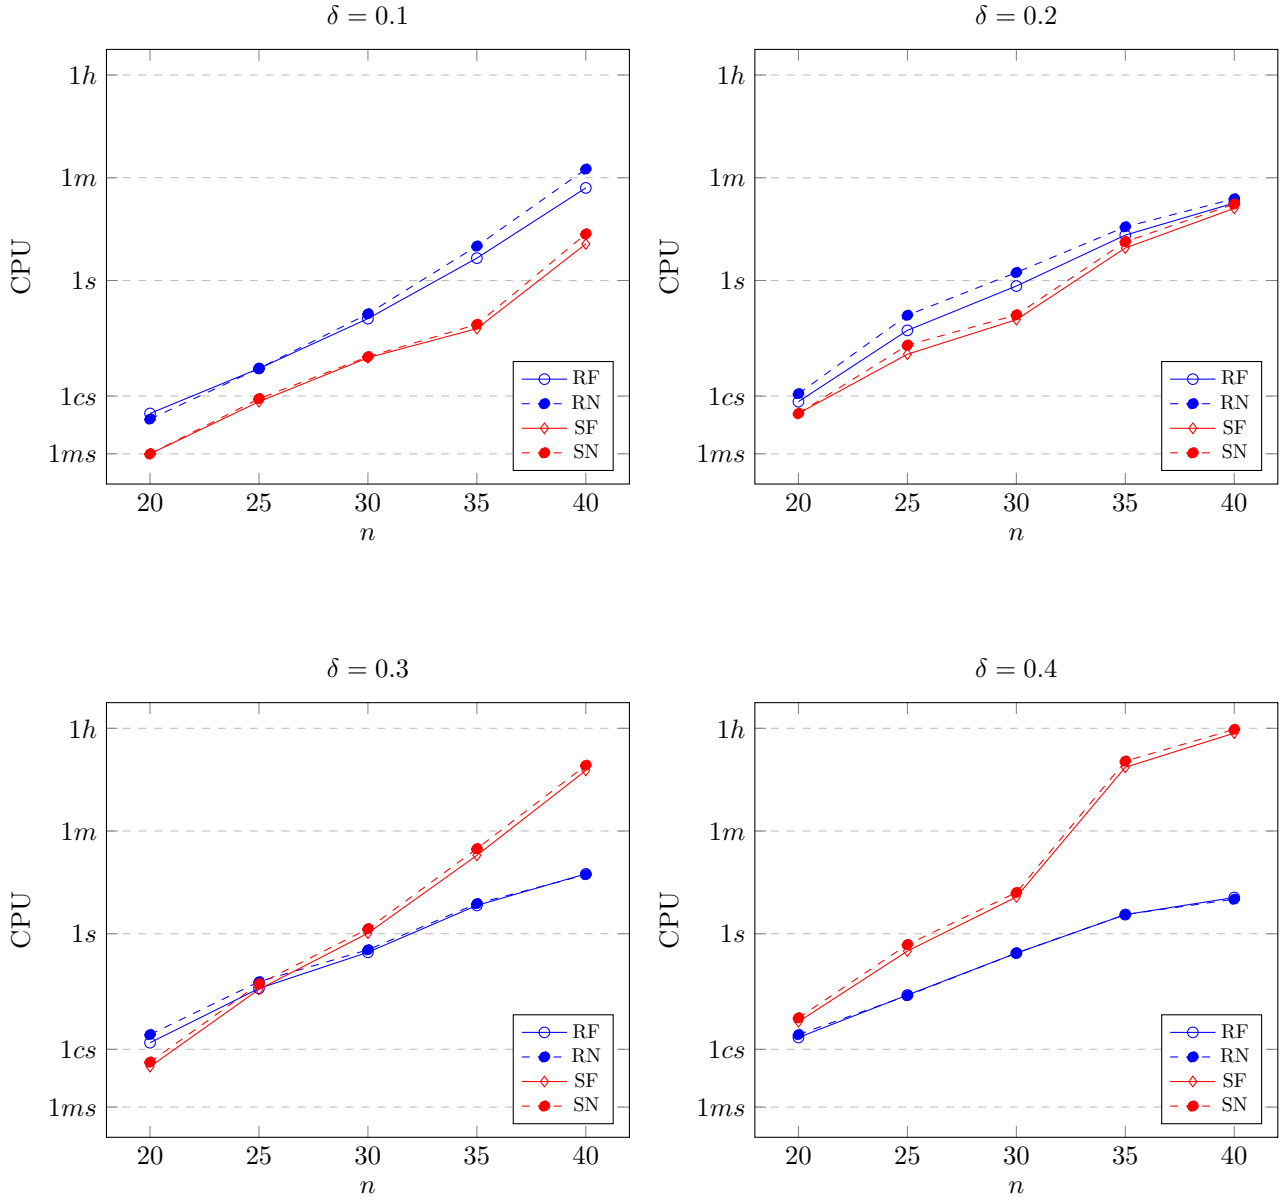 δ = 0.1
1h
1m
1s
1cs
1ms
CPU
20 25 30 35 40
n
RF
RN
SF
SN
δ = 0.2
1h
1m
1s
1cs
1ms
CPU
20 25 30 35 40
n
RF
RN
SF
SN
δ = 0.3
1h
1m
1s
1cs
1ms
CPU
20 25 30 35 40
n
RF
RN
SF
SN
δ = 0.4
1h
1m
1s
1cs
1ms
CPU
20 25 30 35 40
n
RF
RN
SF
SN